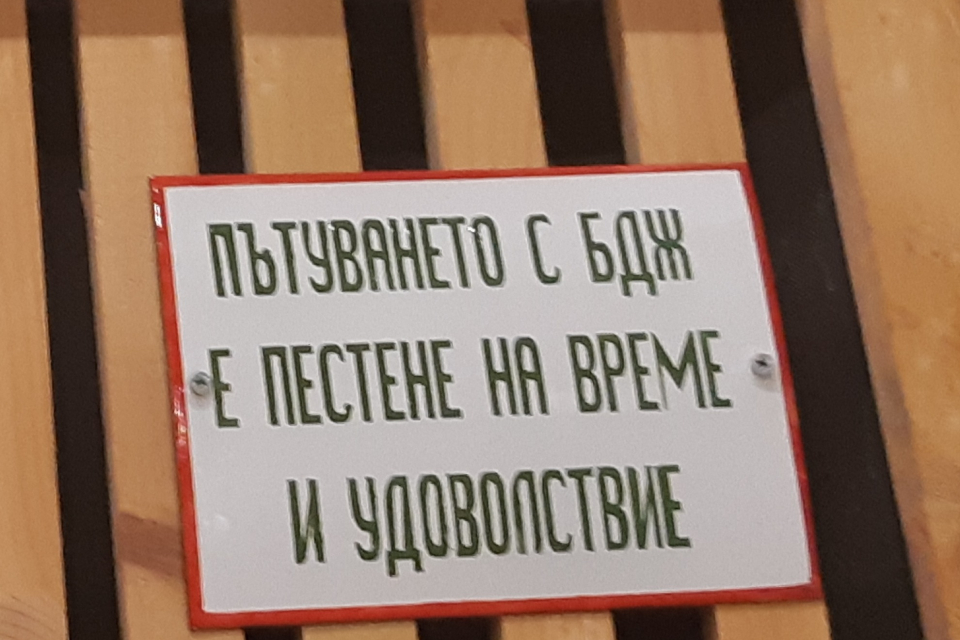 ПЪТУВАНЕТО С БДЖ
Е ПЕСТЕНЕ НА ВРЕМЕ
И УДОВОЛСТВИЕ